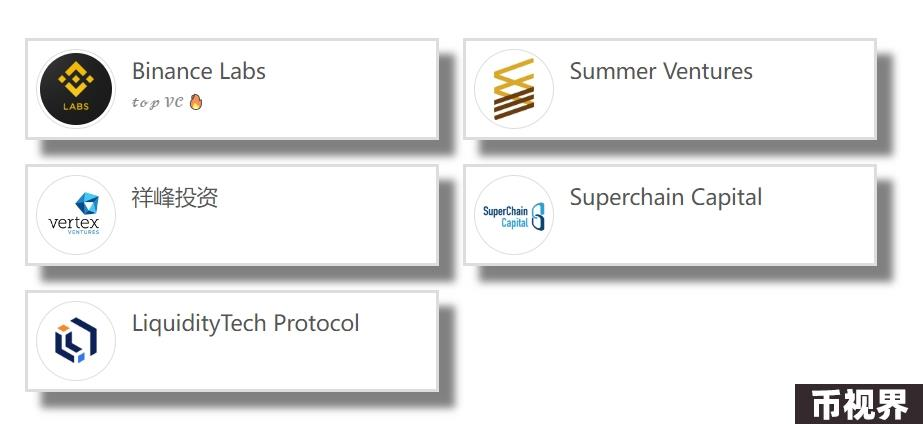 LABS
Binance Labs
𝓽𝓸𝓹 𝓥𝓒 🔥
Summer Ventures
vertex
VENTURES
祥峰投资
SuperChain
Capital
Superchain Capital
LiquidityTech Protocol
币视界